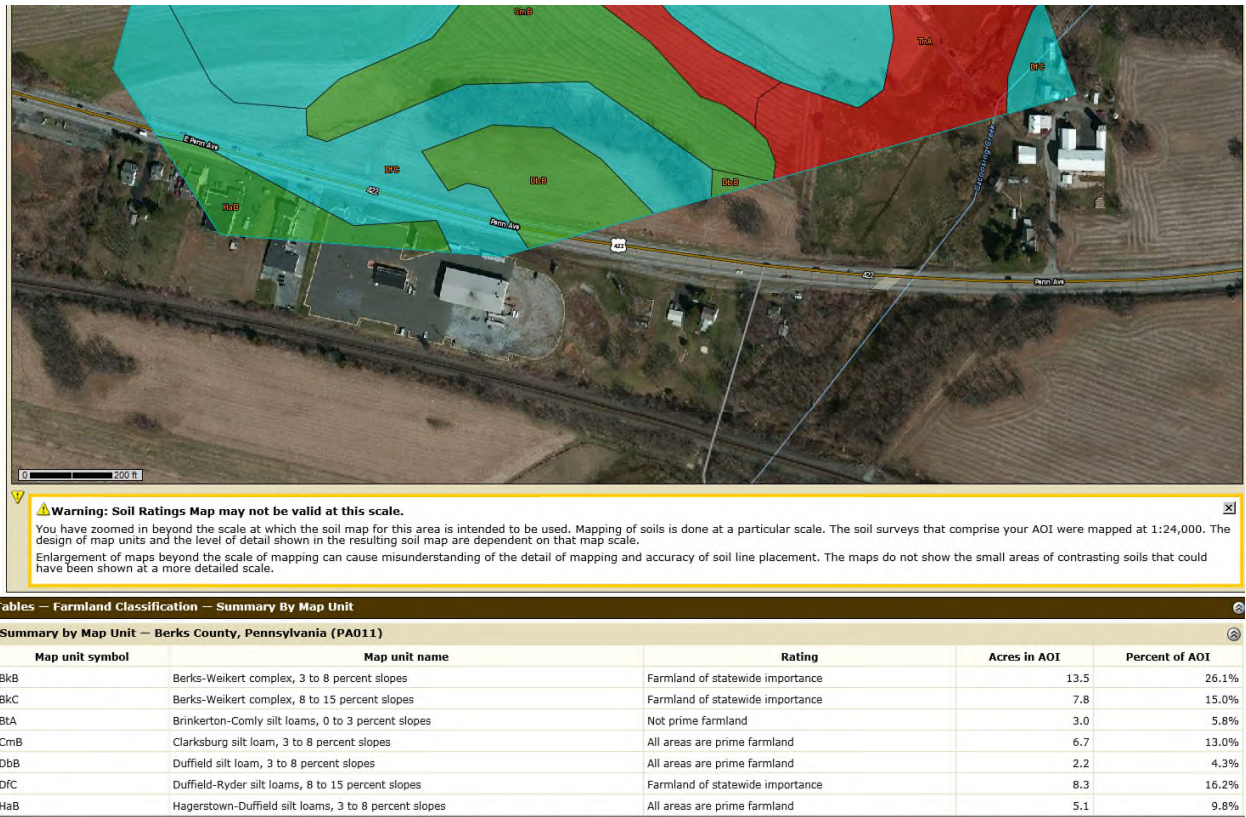 CmB
ThA
DfC
E Penn Ave
DfC
422
HaB
DbB
DbB
Cacoosing Creek
Penn Ave
422
422
Penn Ave
0 200 ft
Warning: Soil Ratings Map may not be valid at this scale.
You have zoomed in beyond the scale at which the soil map for this area is intended to be used. Mapping of soils is done at a particular scale. The soil surveys that comprise your AOI were mapped at 1:24,000. The
design of map units and the level of detail shown in the resulting soil map are dependent on that map scale.
Enlargement of maps beyond the scale of mapping can cause misunderstanding of the detail of mapping and accuracy of soil line placement. The maps do not show the small areas of contrasting soils that could
have been shown at a more detailed scale.
Tables — Farmland Classification — Summary By Map Unit
Summary by Map Unit — Berks County, Pennsylvania (PA011)
Map unit symbol Map unit name Rating Acres in AOI Percent of AOI
BkB Berks-Weikert complex, 3 to 8 percent slopes Farmland of statewide importance 13.5 26.1%
BkC Berks-Weikert complex, 8 to 15 percent slopes Farmland of statewide importance 7.8 15.0%
BtA Brinkerton-Comly silt loams, 0 to 3 percent slopes Not prime farmland 3.0 5.8%
CmB Clarksburg silt loam, 3 to 8 percent slopes All areas are prime farmland 6.7 13.0%
DbB Duffield silt loam, 3 to 8 percent slopes All areas are prime farmland 2.2 4.3%
DfC Duffield-Ryder silt loams, 8 to 15 percent slopes Farmland of statewide importance 8.3 16.2%
HaB Hagerstown-Duffield silt loams, 3 to 8 percent slopes All areas are prime farmland 5.1 9.8%